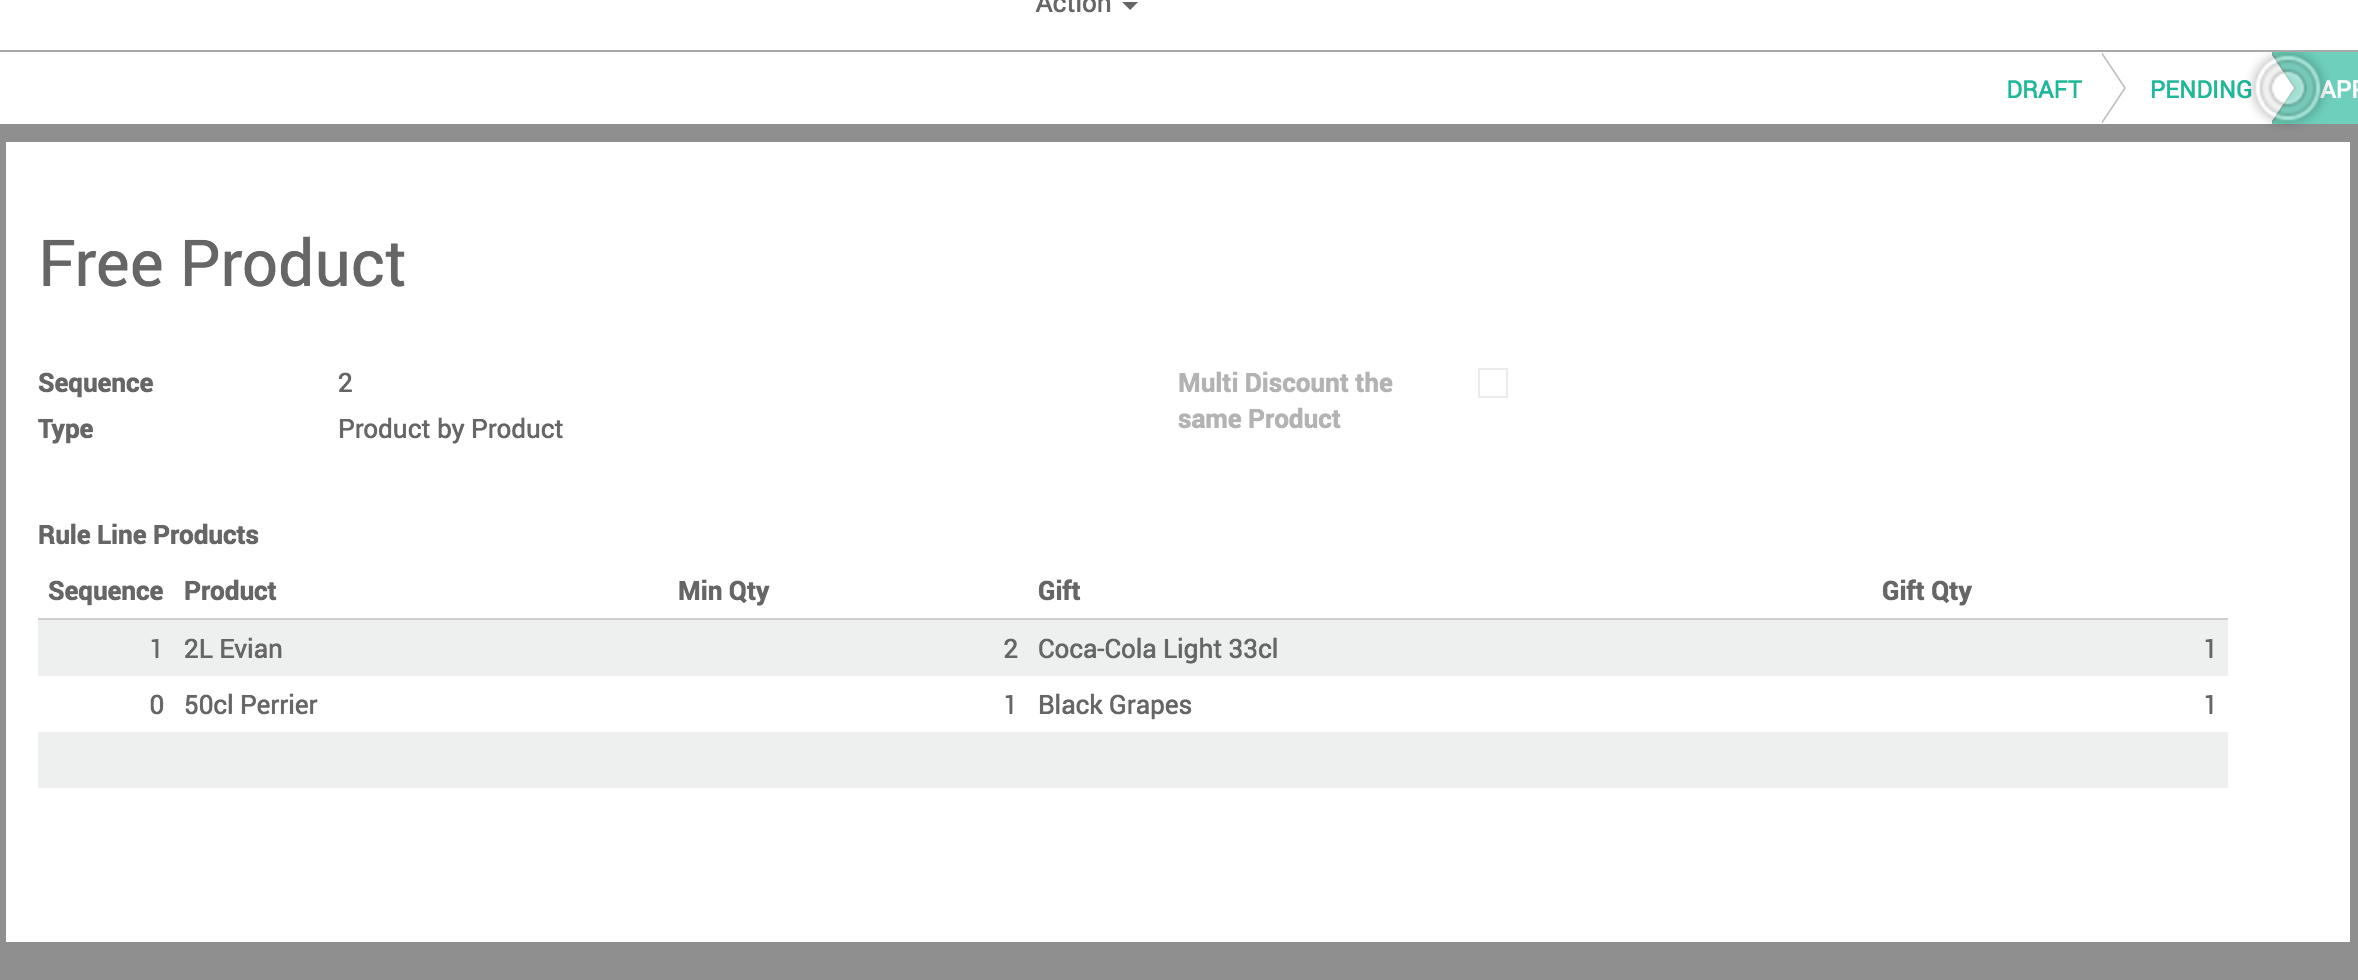 Action
DRAFT PENDING
Free Product
Sequence 2
Multi Discount the same Product
Type Product by Product
Rule Line Products
Sequence Product Min Qty Gift Gift Qty
1 2L Evian 2 Coca-Cola Light 33cl 1
0 50cl Perrier 1 Black Grapes 1